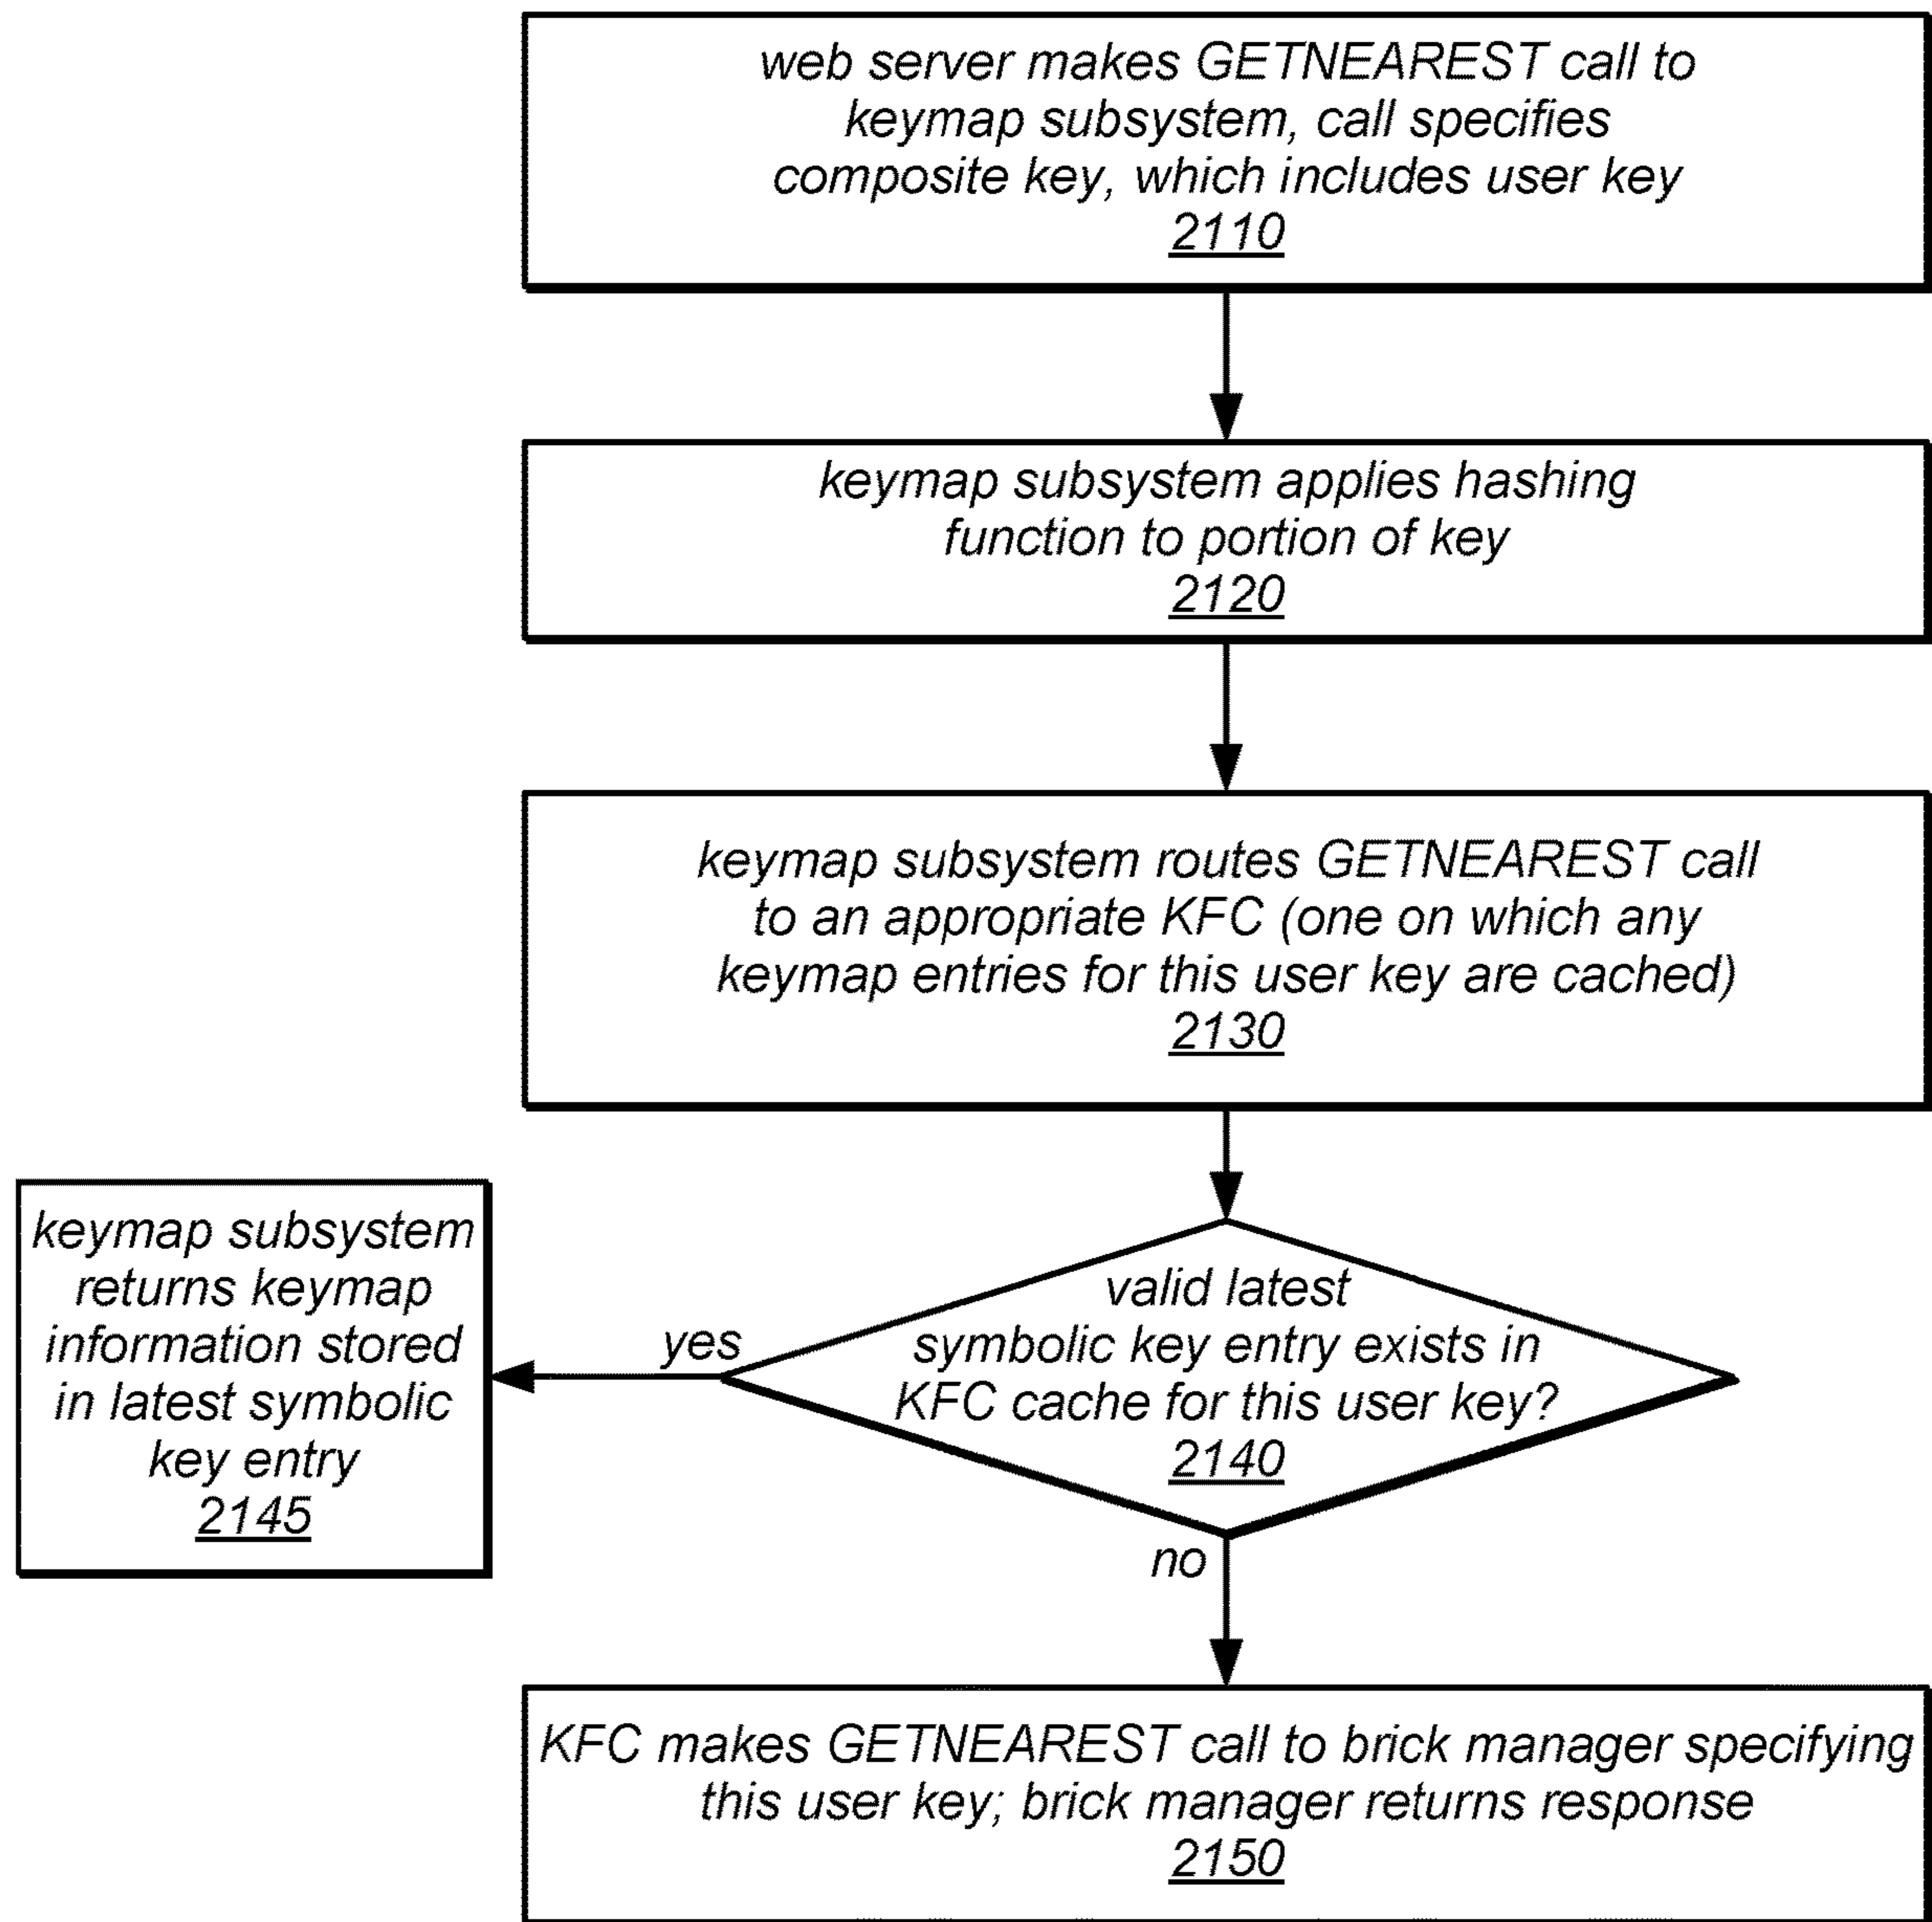 web server makes GETNEAREST call to
keymap subsystem, call specifies
composite key, which includes user key
2110
keymap subsystem applies hashing
function to portion of key
2120
keymap subsystem routes GETNEAREST call
to an appropriate KFC (one on which any
keymap entries for this user key are cached)
2130
valid latest
symbolic key entry exists in
KFC cache for this user key?
2140
yes
keymap subsystem
returns keymap
information stored
in latest symbolic
key entry
2145
no
KFC makes GETNEAREST call to brick manager specifying
this user key; brick manager returns response
2150